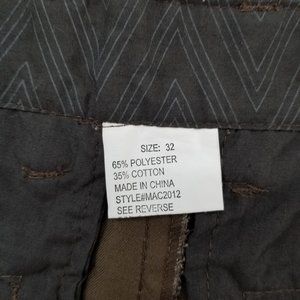 SIZE: 32
65% POLYESTER
35% COTTON
MADE IN CHINA
STYLE#MAC2012
SEE REVERSE